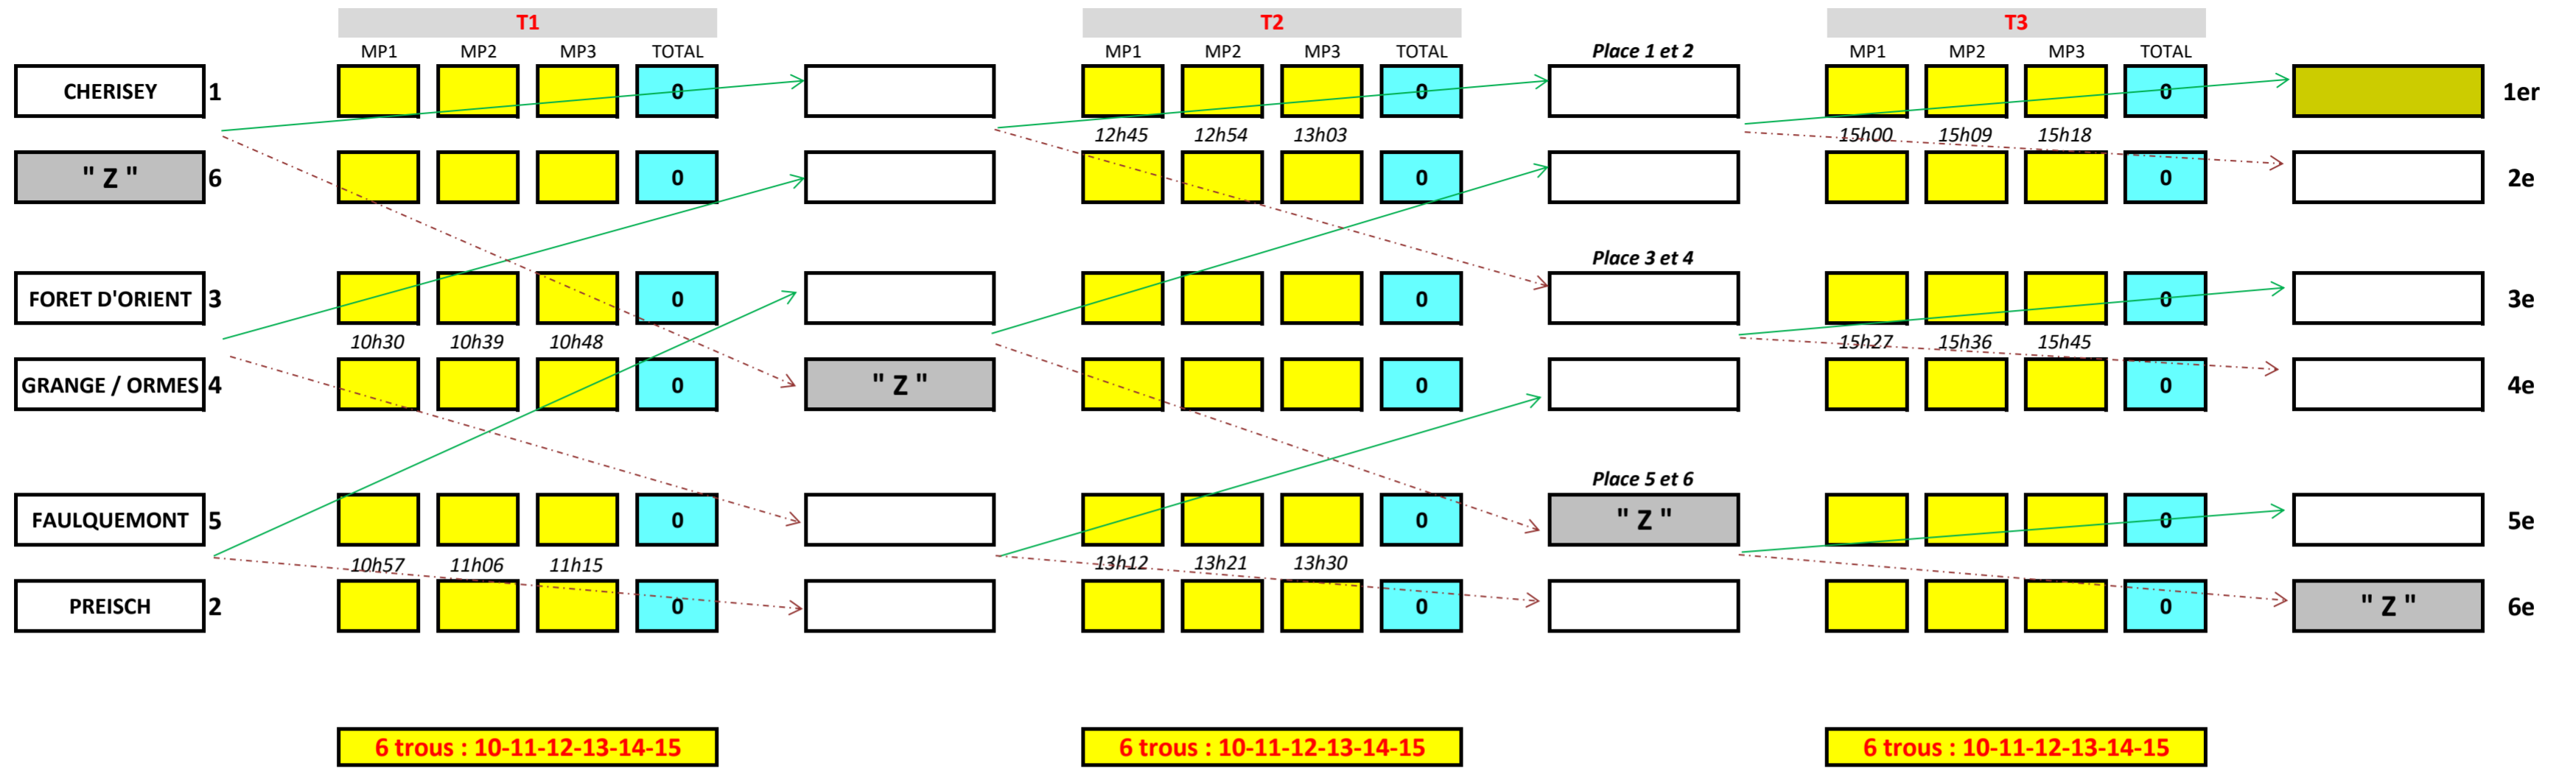 T1 T2 T3
MP1 MP2 MP3 TOTAL MP1 MP2 MP3 TOTAL Place 1 et 2 MP1 MP2 MP3 TOTAL
CHERISEY 1 0 0 0 1er
12h45 12h54 13h03 15h00 15h09 15h18
" Z " 6 0 0 0 2e
Place 3 et 4
FORET D'ORIENT 3 0 0 0 3e
10h30 10h39 10h48 15h27 15h36 15h45
GRANGE / ORMES 4 0 " Z " 0 0 4e
Place 5 et 6
FAULQUEMONT 5 0 0 " Z " 0 5e
10h57 11h06 11h15 13h12 13h21 13h30
PREISCH 2 0 0 0 " Z " 6e
6 trous : 10-11-12-13-14-15 6 trous : 10-11-12-13-14-15 6 trous : 10-11-12-13-14-15